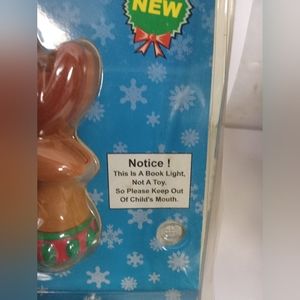 NEW
Notice !
This Is A Book Light,
Not A Toy.
So Please Keep Out
Of Child's Mouth.